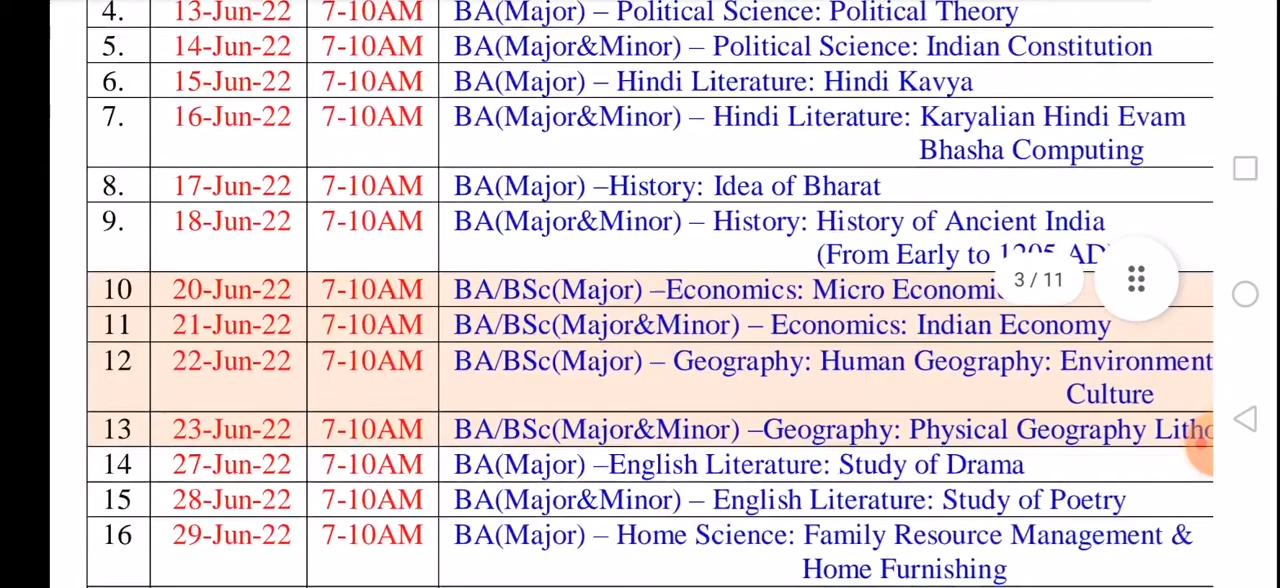 4. 13-Jun-22 7-10AM BA(Major) – Political Science: Political Theory
5. 14-Jun-22 7-10AM BA(Major&Minor) – Political Science: Indian Constitution
6. 15-Jun-22 7-10AM BA(Major) – Hindi Literature: Hindi Kavya
7. 16-Jun-22 7-10AM BA(Major&Minor) – Hindi Literature: Karyalian Hindi Evam
Bhasha Computing
8. 17-Jun-22 7-10AM BA(Major) –History: Idea of Bharat
9. 18-Jun-22 7-10AM BA(Major&Minor) – History: History of Ancient India
(From Early to AD
3 / 11
10 20-Jun-22 7-10AM BA/BSc(Major) –Economics: Micro
11 21-Jun-22 7-10AM BA/BSc(Major&Minor) – Economics: Indian Economy
12 22-Jun-22 7-10AM BA/BSc(Major) – Geography: Human Geography: Environment
Culture
13 23-Jun-22 7-10AM BA/BSc(Major&Minor) –Geography: Physical Geography
14 27-Jun-22 7-10AM BA(Major) –English Literature: Study of Drama
15 28-Jun-22 7-10AM BA(Major&Minor) – English Literature: Study of Poetry
16 29-Jun-22 7-10AM BA(Major) – Home Science: Family Resource Management &
Home Furnishing